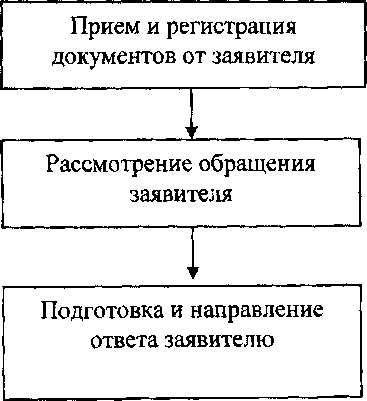 Прием и регистрация
документов от заявителя
Рассмотрение обращения
заявителя
Подготовка и направление
ответа заявителю